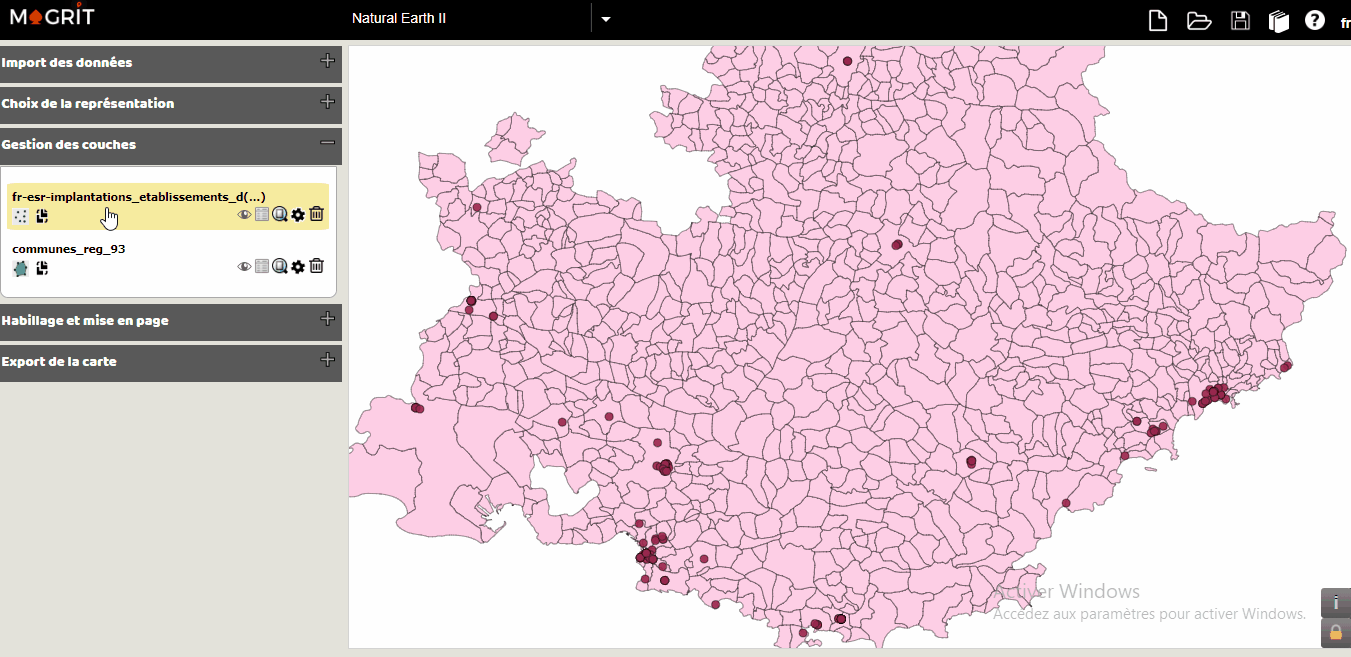 MAGRIT
Natural Earth II
fr
Import des données
Choix de la représentation
Gestion des couches
fr-esr-implantations_etablissements_d(...)
communes_reg_93
Habillage et mise en page
Export de la carte
Activer Windows
Accédez aux paramètres pour activer Windows.